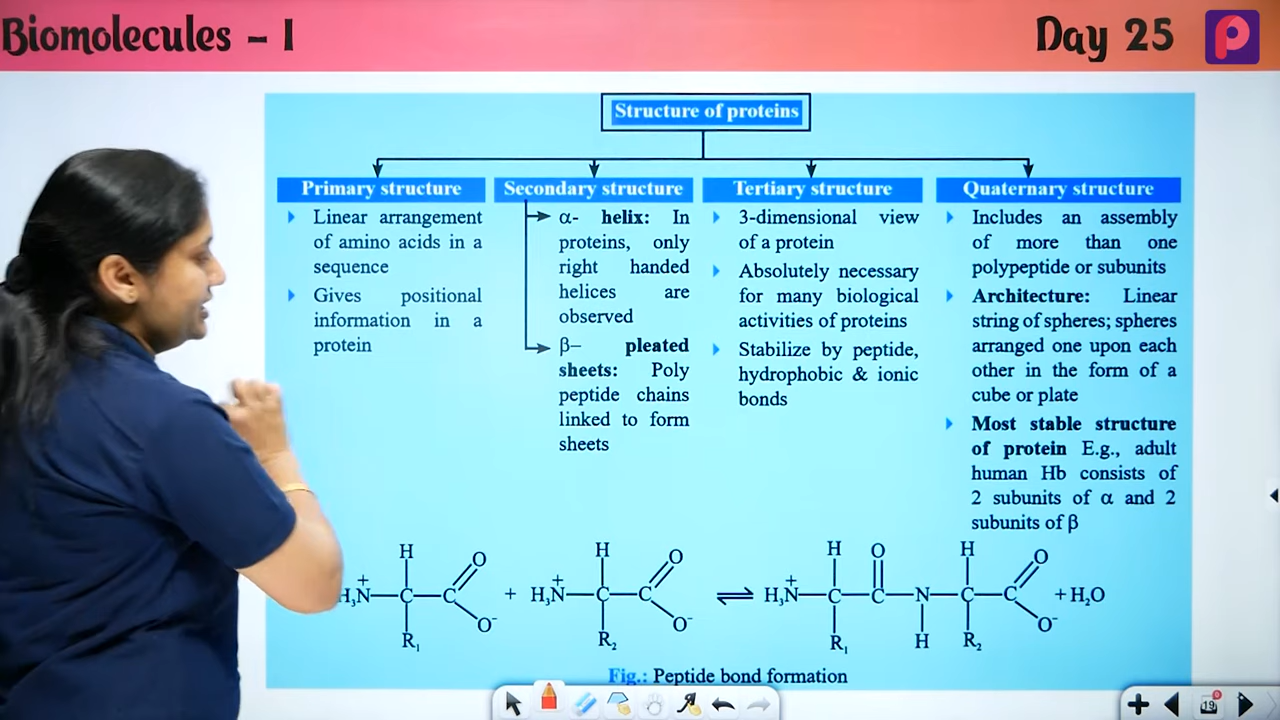 Biomolecules - 1
Day 25
Structure of proteins
Primary structure
Linear arrangement
of amino acids in a
sequence
Gives positional
information in a
protein
Secondary structure
α- helix: In
proteins, only
right handed
helices are
observed
β– pleated
sheets: Poly
peptide chains
linked to form
sheets
Tertiary structure
3-dimensional view
of a protein
Absolutely necessary
for many biological
activities of proteins
Stabilize by peptide,
hydrophobic & ionic
bonds
Quaternary structure
Includes an assembly
of more than one
polypeptide or subunits
Architecture: Linear
string of spheres; spheres
arranged one upon each
other in the form of a
cube or plate
Most stable structure
of protein E.g., adult
human Hb consists of
2 subunits of α and 2
subunits of β
H O H O H O H O
H₃N⁺ C C + H₃N⁺ C C ⇌ H₃N⁺ C C N C C + H₂O
O⁻ O⁻ O⁻
R₁ R₂ R₁ H R₂
Fig.: Peptide bond formation
19